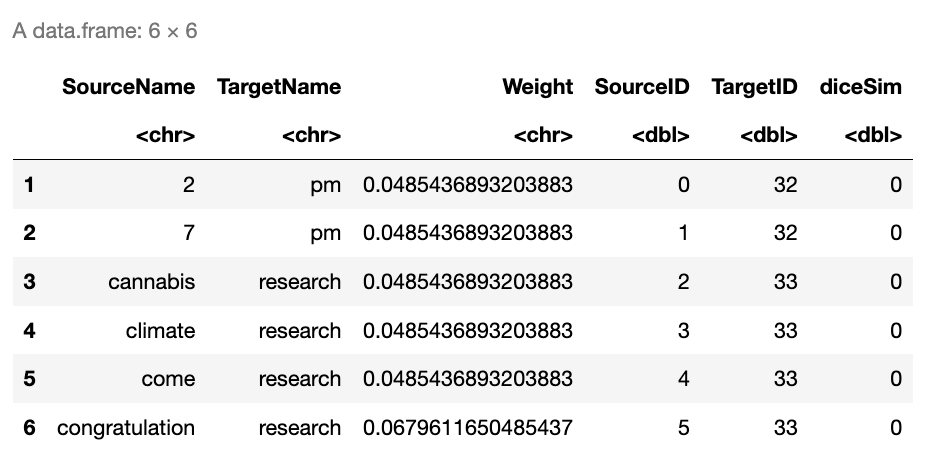 A data.frame: 6 × 6
SourceName TargetName Weight SourceID TargetID diceSim
<chr> <chr> <chr> <dbl> <dbl> <dbl>
1 2 pm 0.0485436893203883 0 32 0
2 7 pm 0.0485436893203883 1 32 0
3 cannabis research 0.0485436893203883 2 33 0
4 climate research 0.0485436893203883 3 33 0
5 come research 0.0485436893203883 4 33 0
6 congratulation research 0.0679611650485437 5 33 0